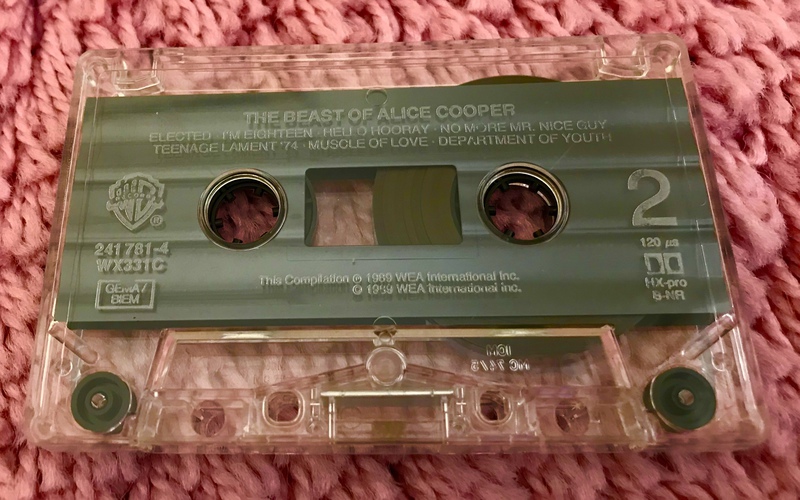 THE BEAST OF ALICE COOPER
ELECTED · I'M EIGHTEEN · HELLO HOORAY · NO MORE MR. NICE GUY
TEENAGE LAMENT '74 · MUSCLE OF LOVE · DEPARTMENT OF YOUTH
2
241 781-4
WX331C
GEMA/
BIEM
120 µs
HX-pro
B-NR
This Compilation ℗ 1989 WEA International Inc.
© 1989 WEA International Inc.